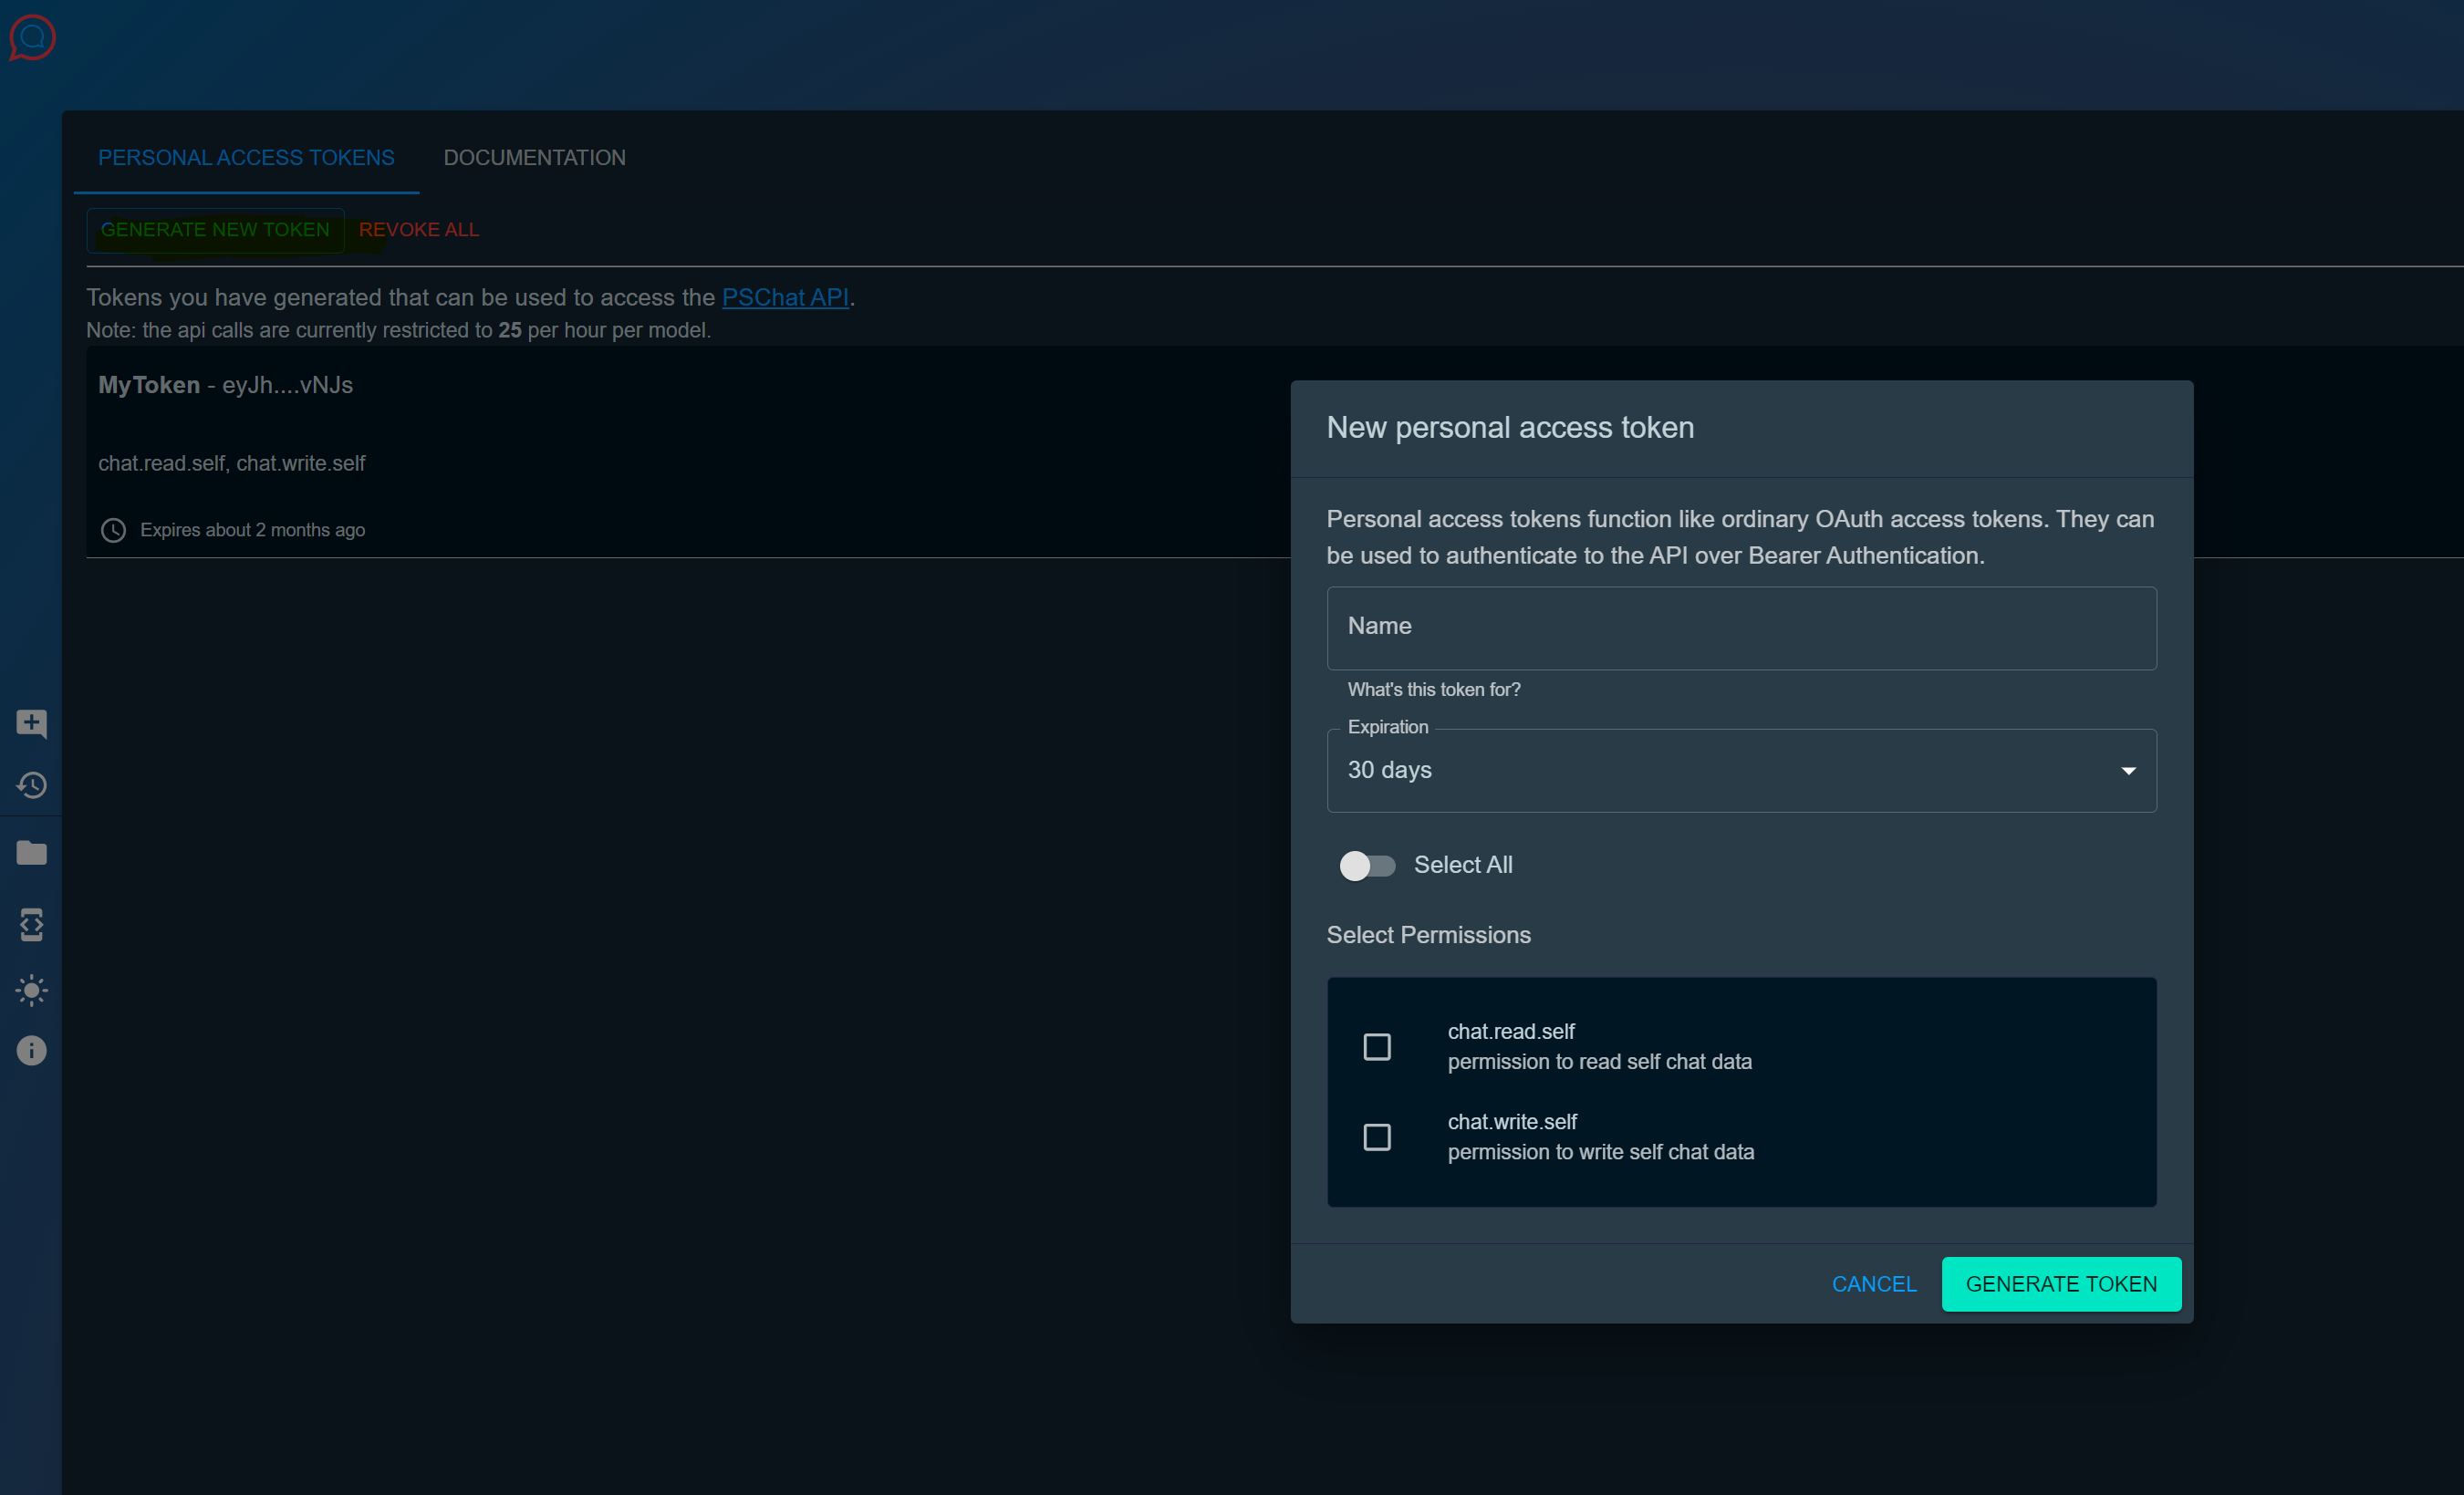 PERSONAL ACCESS TOKENS DOCUMENTATION
GENERATE NEW TOKEN REVOKE ALL
Tokens you have generated that can be used to access the PSChat API.
Note: the api calls are currently restricted to 25 per hour per model.
MyToken - eyJh....vNJs
chat.read.self, chat.write.self
Expires about 2 months ago
New personal access token
Personal access tokens function like ordinary OAuth access tokens. They can
be used to authenticate to the API over Bearer Authentication.
Name
What's this token for?
Expiration
30 days
Select All
Select Permissions
chat.read.self
permission to read self chat data
chat.write.self
permission to write self chat data
CANCEL GENERATE TOKEN